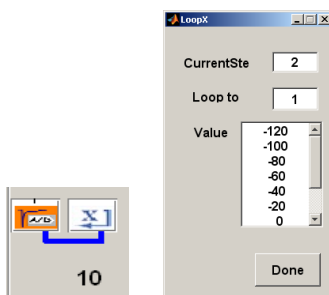 LoopX
CurrentSte 2
Loop to 1
Value -120
-100
-80
-60
-40
-20
0
Done
A/D X
10